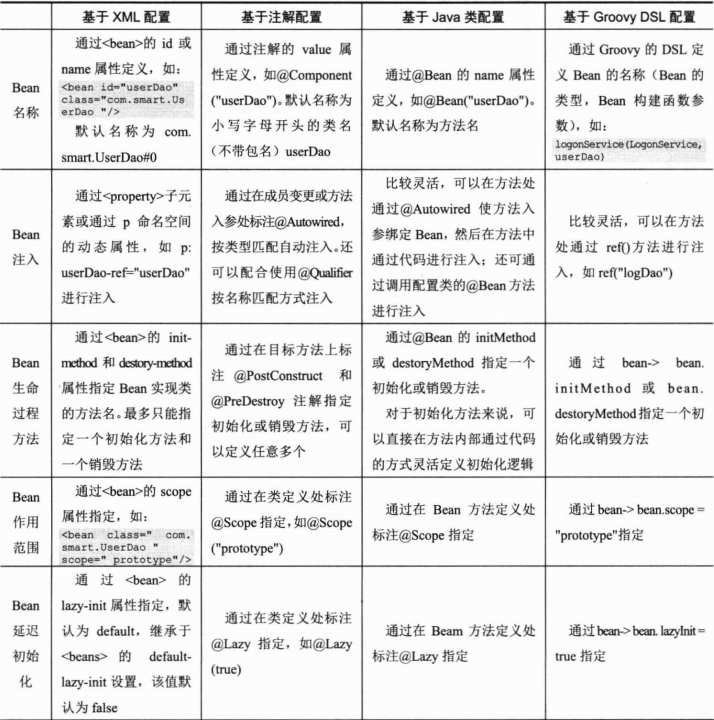 基于 XML 配置
基于注解配置
基于 Java 类配置
基于 Groovy DSL 配置
Bean
名称
通过<bean>的 id 或
name 属性定义，如：
<bean id="userDao"
class="com.smart.Us
erDao "/>
默认名称为 com.
smart.UserDao#0
通过注解的 value 属
性定义，如@Component
("userDao")。默认名称为
小写字母开头的类名
（不带包名）userDao
通过@Bean 的 name 属性
定义，如@Bean("userDao")。
默认名称为方法名
通过 Groovy 的 DSL 定
义 Bean 的名称（Bean 的
类型，Bean 构建函数参
数），如：
logonService(LogonService,
userDao)
Bean
注入
通过<property>子元
素或通过 p 命名空间
的动态属性，如 p:
userDao-ref="userDao"
进行注入
通过在成员变更或方法
入参处标注@Autowired，
按类型匹配自动注入。还
可以配合使用@Qualifier
按名称匹配方式注入
比较灵活，可以在方法处
通过@Autowired 使方法入
参绑定 Bean，然后在方法中
通过代码进行注入；还可通
过调用配置类的@Bean 方法
进行注入
比较灵活，可以在方法
处通过 ref()方法进行注
入，如 ref("logDao")
Bean
生命
过程
方法
通过<bean>的 init-
method 和 destory-method
属性指定 Bean 实现类
的方法名。最多只能指
定一个初始化方法和
一个销毁方法
通过在目标方法上标
注 @PostConstruct 和
@PreDestroy 注解指定
初始化或销毁方法，可
以定义任意多个
通过@Bean 的 initMethod
或 destoryMethod 指定一个
初始化或销毁方法。
对于初始化方法来说，可
以直接在方法内部通过代码
的方式灵活定义初始化逻辑
通过 bean-> bean.
initMethod 或 bean.
destoryMethod 指定一个初
始化或销毁方法
Bean
作用
范围
通过<bean>的 scope
属性指定，如：
<bean class=" com.
smart.UserDao "
scope=" prototype"/>
通过在类定义处标注
@Scope 指定，如@Scope
("prototype")
通过在 Bean 方法定义处
标注@Scope 指定
通过 bean-> bean.scope =
"prototype"指定
Bean
延迟
初始
化
通过 <bean> 的
lazy-init 属性指定，默
认为 default，继承于
<beans> 的 default-
lazy-init 设置，该值默
认为 false
通过在类定义处标注
@Lazy 指定，如@Lazy
(true)
通过在 Beam 方法定义处
标注@Lazy 指定
通过 bean-> bean. lazyInit =
true 指定